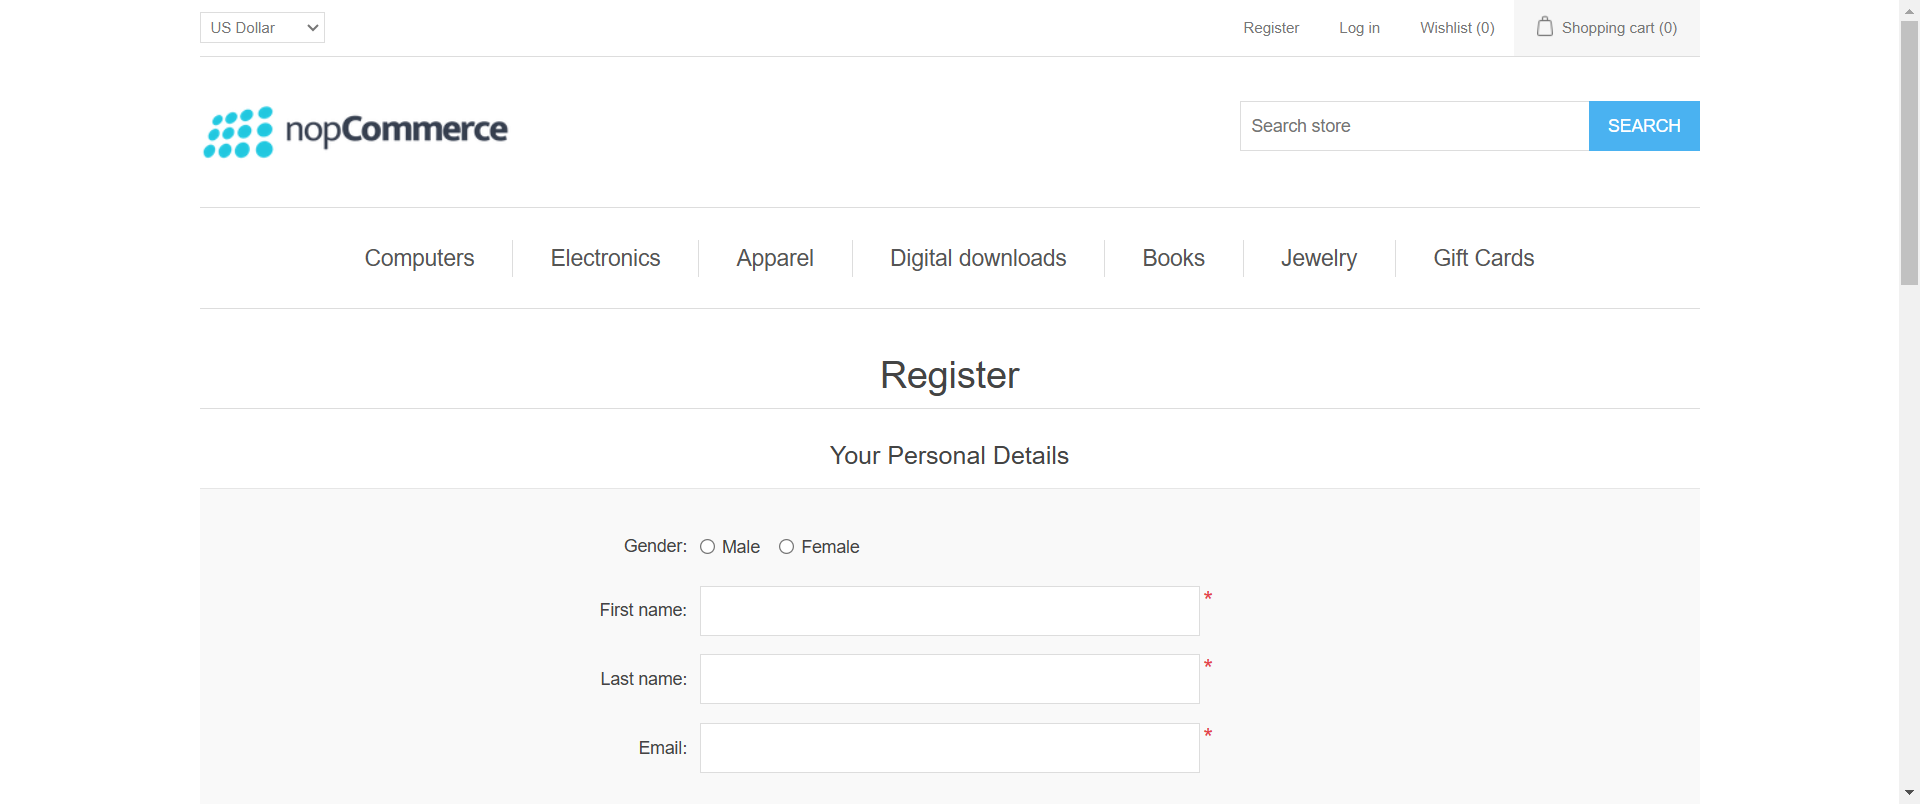 US Dollar
Register
Log in
Wishlist (0)
Shopping cart (0)
nopCommerce
Search store
SEARCH
Computers
Electronics
Apparel
Digital downloads
Books
Jewelry
Gift Cards
Register
Your Personal Details
Gender: Male Female
First name: *
Last name: *
Email: *